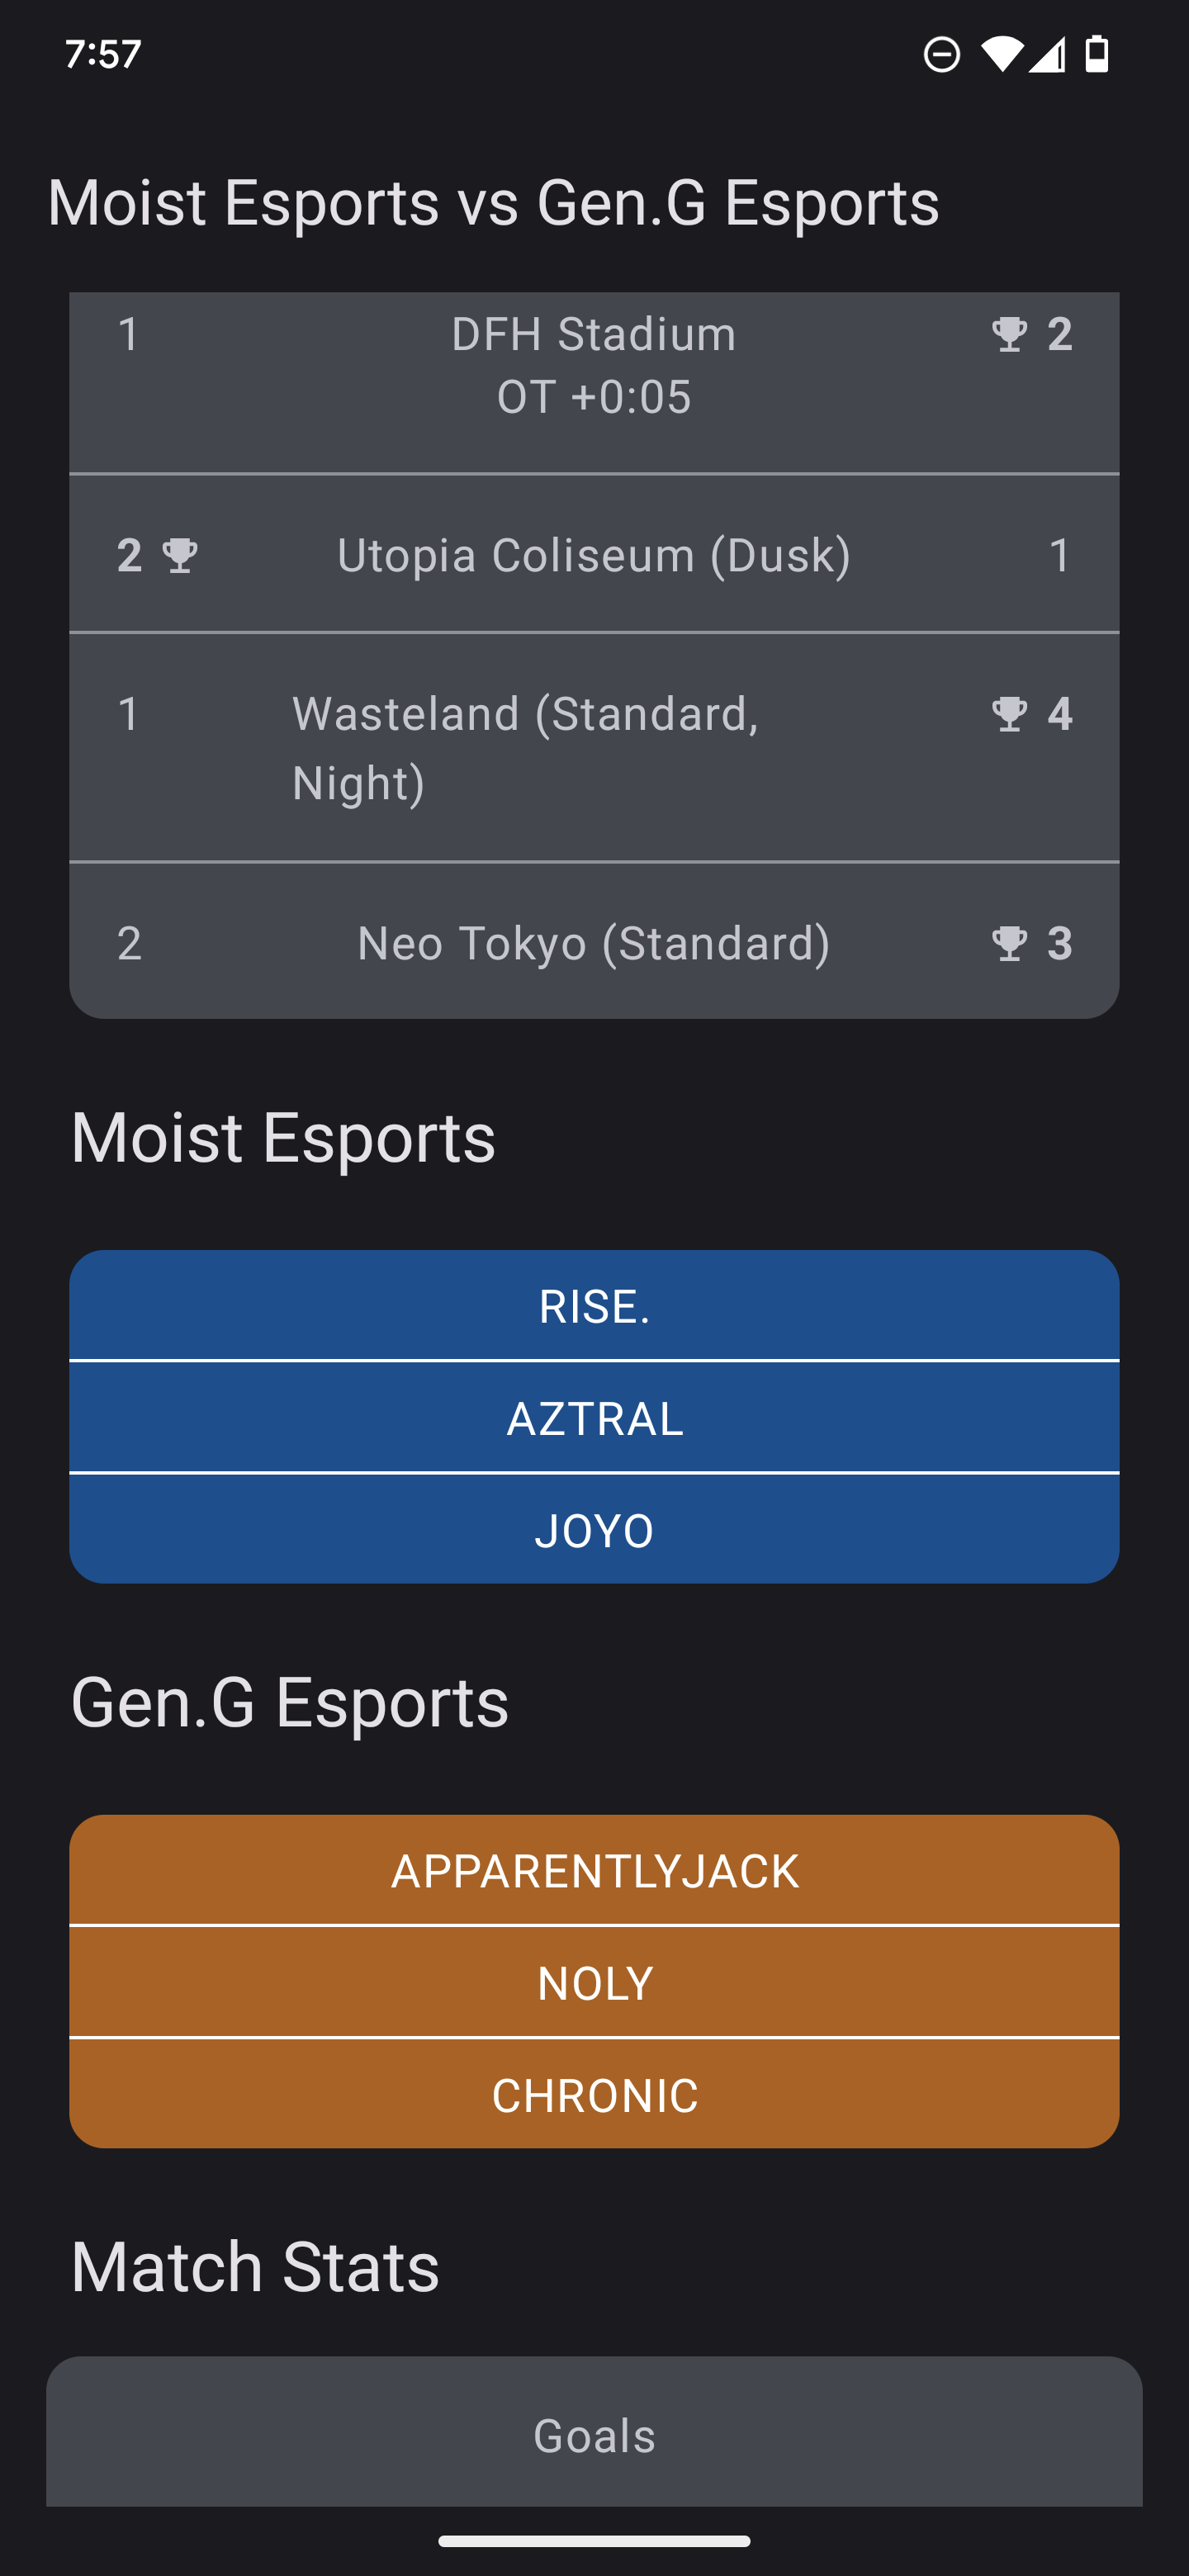 7:57
Moist Esports vs Gen.G Esports
1 DFH Stadium 2
OT +0:05
2 Utopia Coliseum (Dusk) 1
1 Wasteland (Standard, 4
Night)
2 Neo Tokyo (Standard) 3
Moist Esports
RISE.
AZTRAL
JOYO
Gen.G Esports
APPARENTLYJACK
NOLY
CHRONIC
Match Stats
Goals